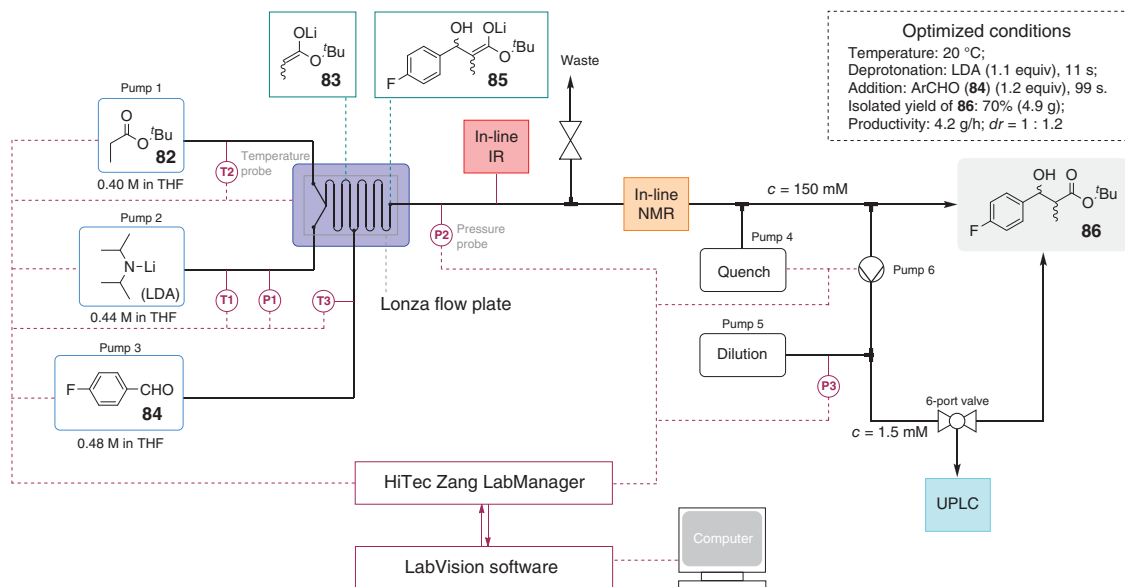 OLi
O
tBu
83
OH
OLi
O
tBu
F
85
Waste
Optimized conditions
Temperature: 20 °C;
Deprotonation: LDA (1.1 equiv), 11 s;
Addition: ArCHO (84) (1.2 equiv), 99 s.
Isolated yield of 86: 70% (4.9 g);
Productivity: 4.2 g/h; dr = 1 : 1.2
Pump 1
O
O
tBu
82
0.40 M in THF
T2
Temperature
probe
In-line
IR
In-line
NMR
c = 150 mM
OH
O
O
tBu
F
86
Pump 2
N–Li
(LDA)
0.44 M in THF
T1
P1
T3
P2
Pressure
probe
Lonza flow plate
Pump 4
Quench
Pump 6
Pump 5
Dilution
P3
Pump 3
F
CHO
84
0.48 M in THF
6-port valve
c = 1.5 mM
UPLC
HiTec Zang LabManager
LabVision software
Computer